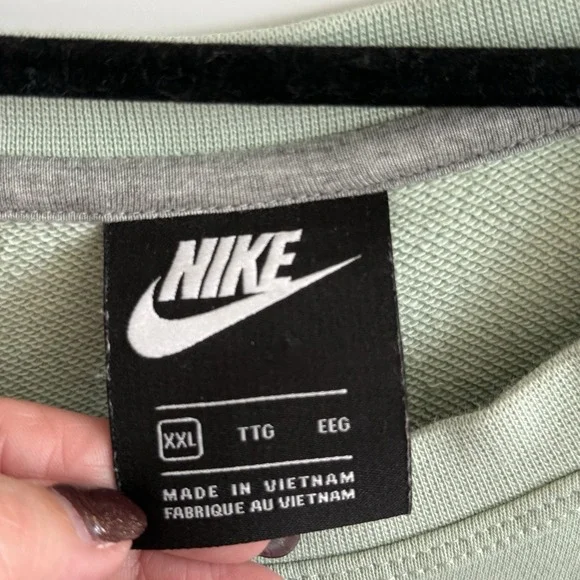 NIKE
XXL TTG EEG
MADE IN VIETNAM
FABRIQUE AU VIETNAM